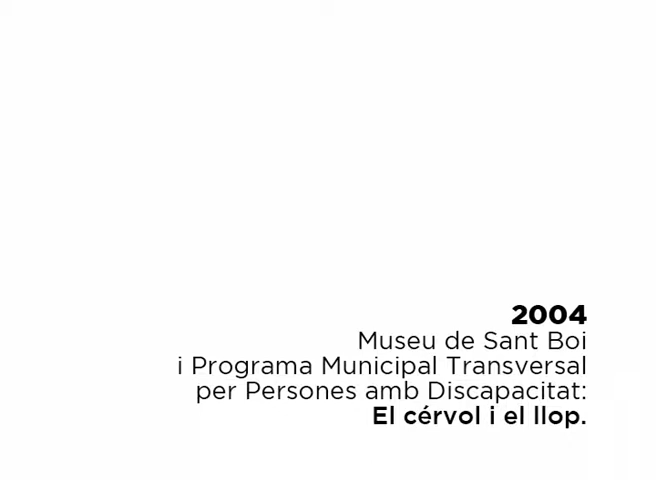 2004
Museu de Sant Boi
i Programa Municipal Transversal
per Persones amb Discapacitat:
El cérvol i el llop.